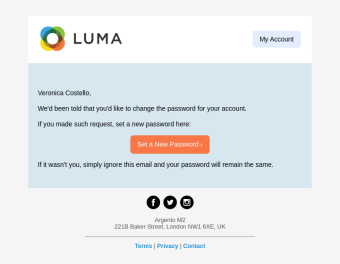 LUMA
My Account
Veronica Costello,
We'd been told that you'd like to change the password for your account.
If you made such request, set a new password here:
Set a New Password ›
If it wasn't you, simply ignore this email and your password will remain the same.
Argento M2
221B Baker Street, London NW1 6XE, UK
Terms | Privacy | Contact